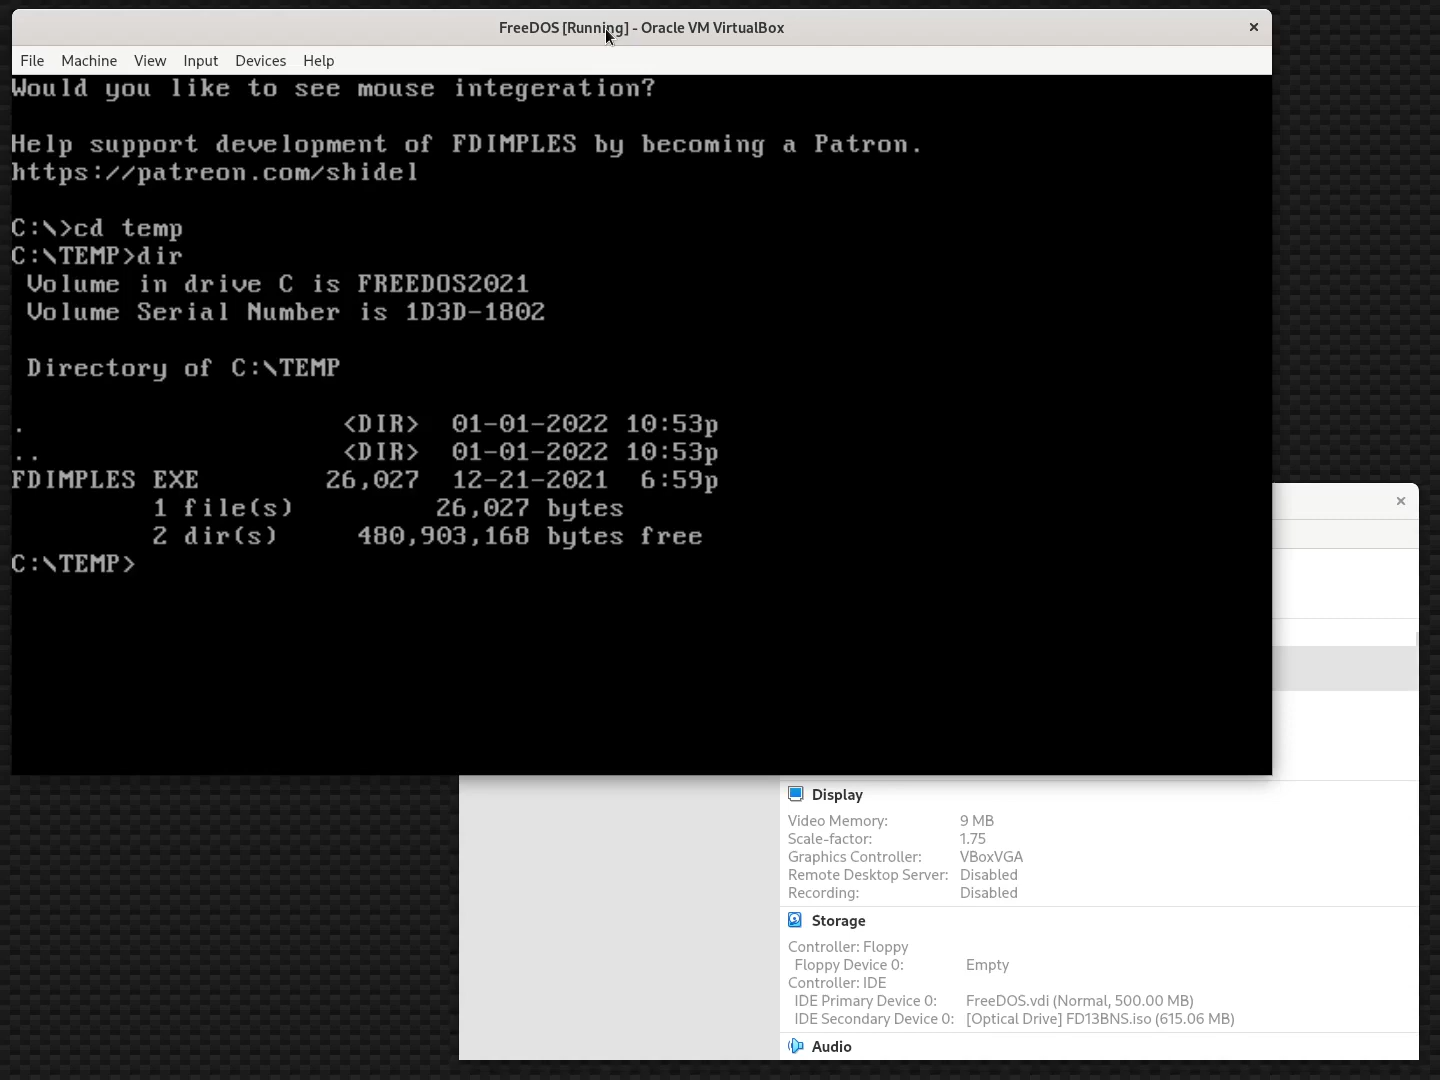 FreeDOS [Running] - Oracle VM VirtualBox
File Machine View Input Devices Help
Would you like to see mouse integeration?
Help support development of FDIMPLES by becoming a Patron.
https://patreon.com/shidel
C:\>cd temp
C:\TEMP>dir
Volume in drive C is FREEDOS2021
Volume Serial Number is 1D3D-1802
Directory of C:\TEMP
. <DIR> 01-01-2022 10:53p
.. <DIR> 01-01-2022 10:53p
FDIMPLES EXE 26,027 12-21-2021 6:59p
1 file(s) 26,027 bytes
2 dir(s) 480,903,168 bytes free
C:\TEMP>
Display
Video Memory: 9 MB
Scale-factor: 1.75
Graphics Controller: VBoxVGA
Remote Desktop Server: Disabled
Recording: Disabled
Storage
Controller: Floppy
Floppy Device 0: Empty
Controller: IDE
IDE Primary Device 0: FreeDOS.vdi (Normal, 500.00 MB)
IDE Secondary Device 0: [Optical Drive] FD13BNS.iso (615.06 MB)
Audio